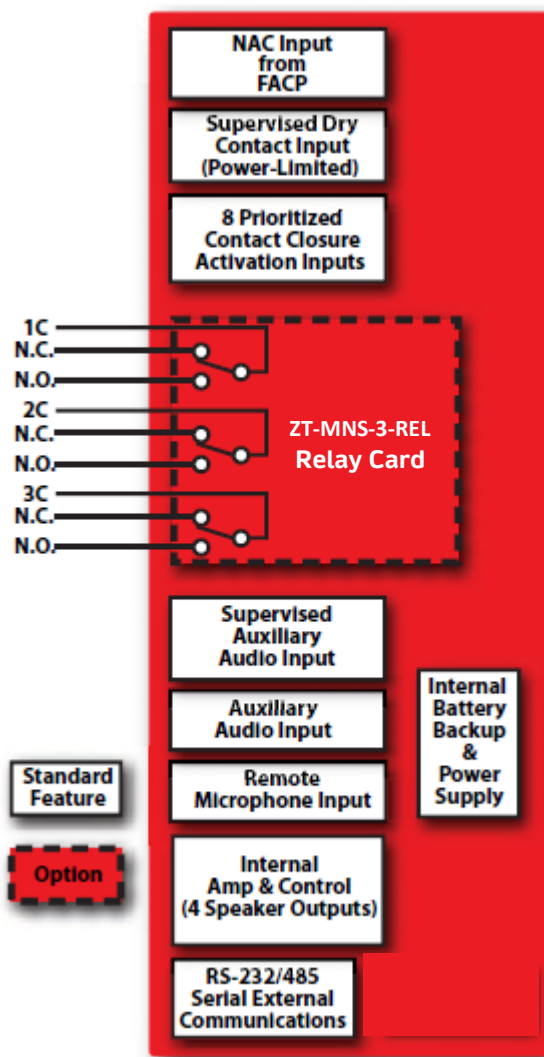 NAC Input
from
FACP
Supervised Dry
Contact Input
(Power-Limited)
8 Prioritized
Contact Closure
Activation Inputs
1C
N.C.
N.O.
2C
N.C.
N.O.
3C
N.C.
N.O.
ZT-MNS-3-REL
Relay Card
Supervised
Auxiliary
Audio Input
Auxiliary
Audio Input
Remote
Microphone Input
Internal
Amp & Control
(4 Speaker Outputs)
RS-232/485
Serial External
Communications
Internal
Battery
Backup
&
Power
Supply
Standard
Feature
Option